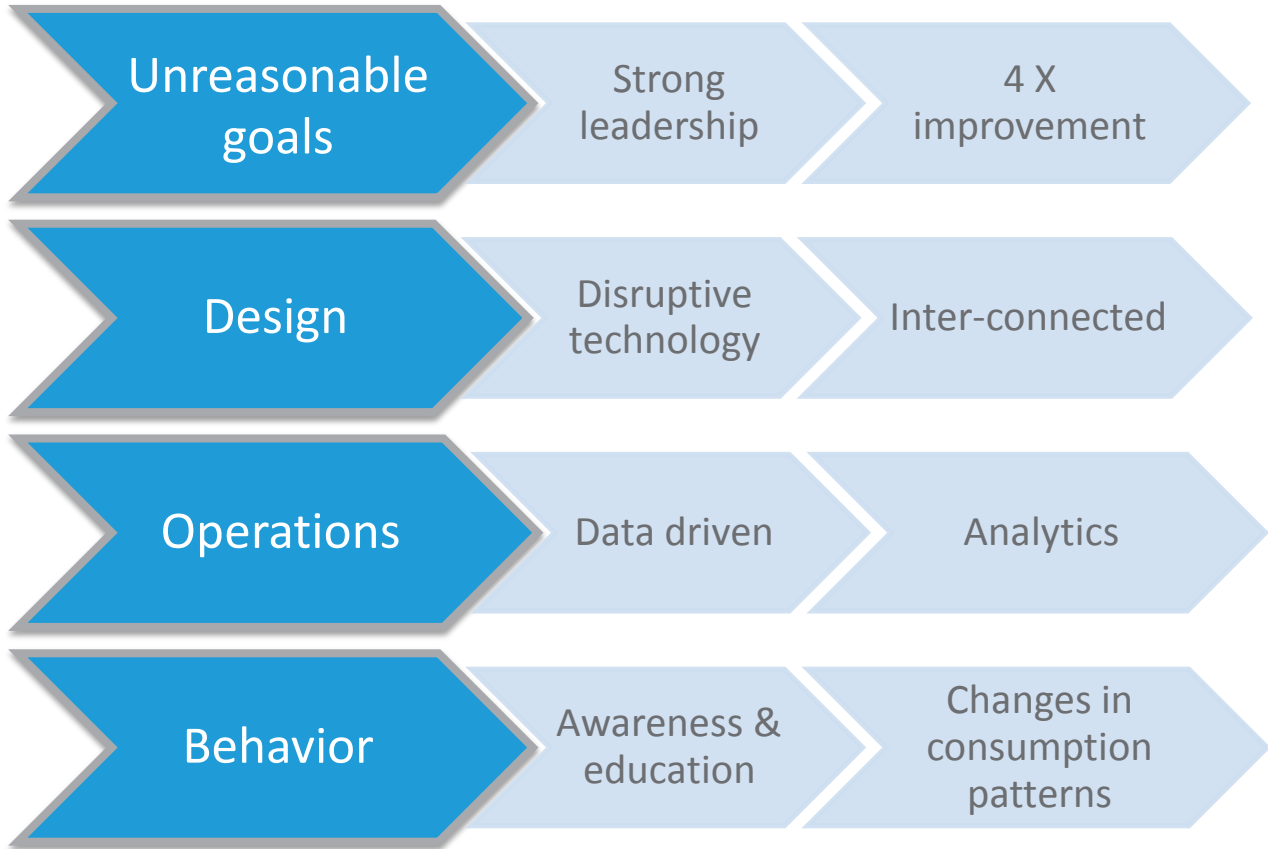 Unreasonable
goals
Strong
leadership
4 X
improvement
Design
Disruptive
technology
Inter-connected
Operations
Data driven
Analytics
Behavior
Awareness &
education
Changes in
consumption
patterns